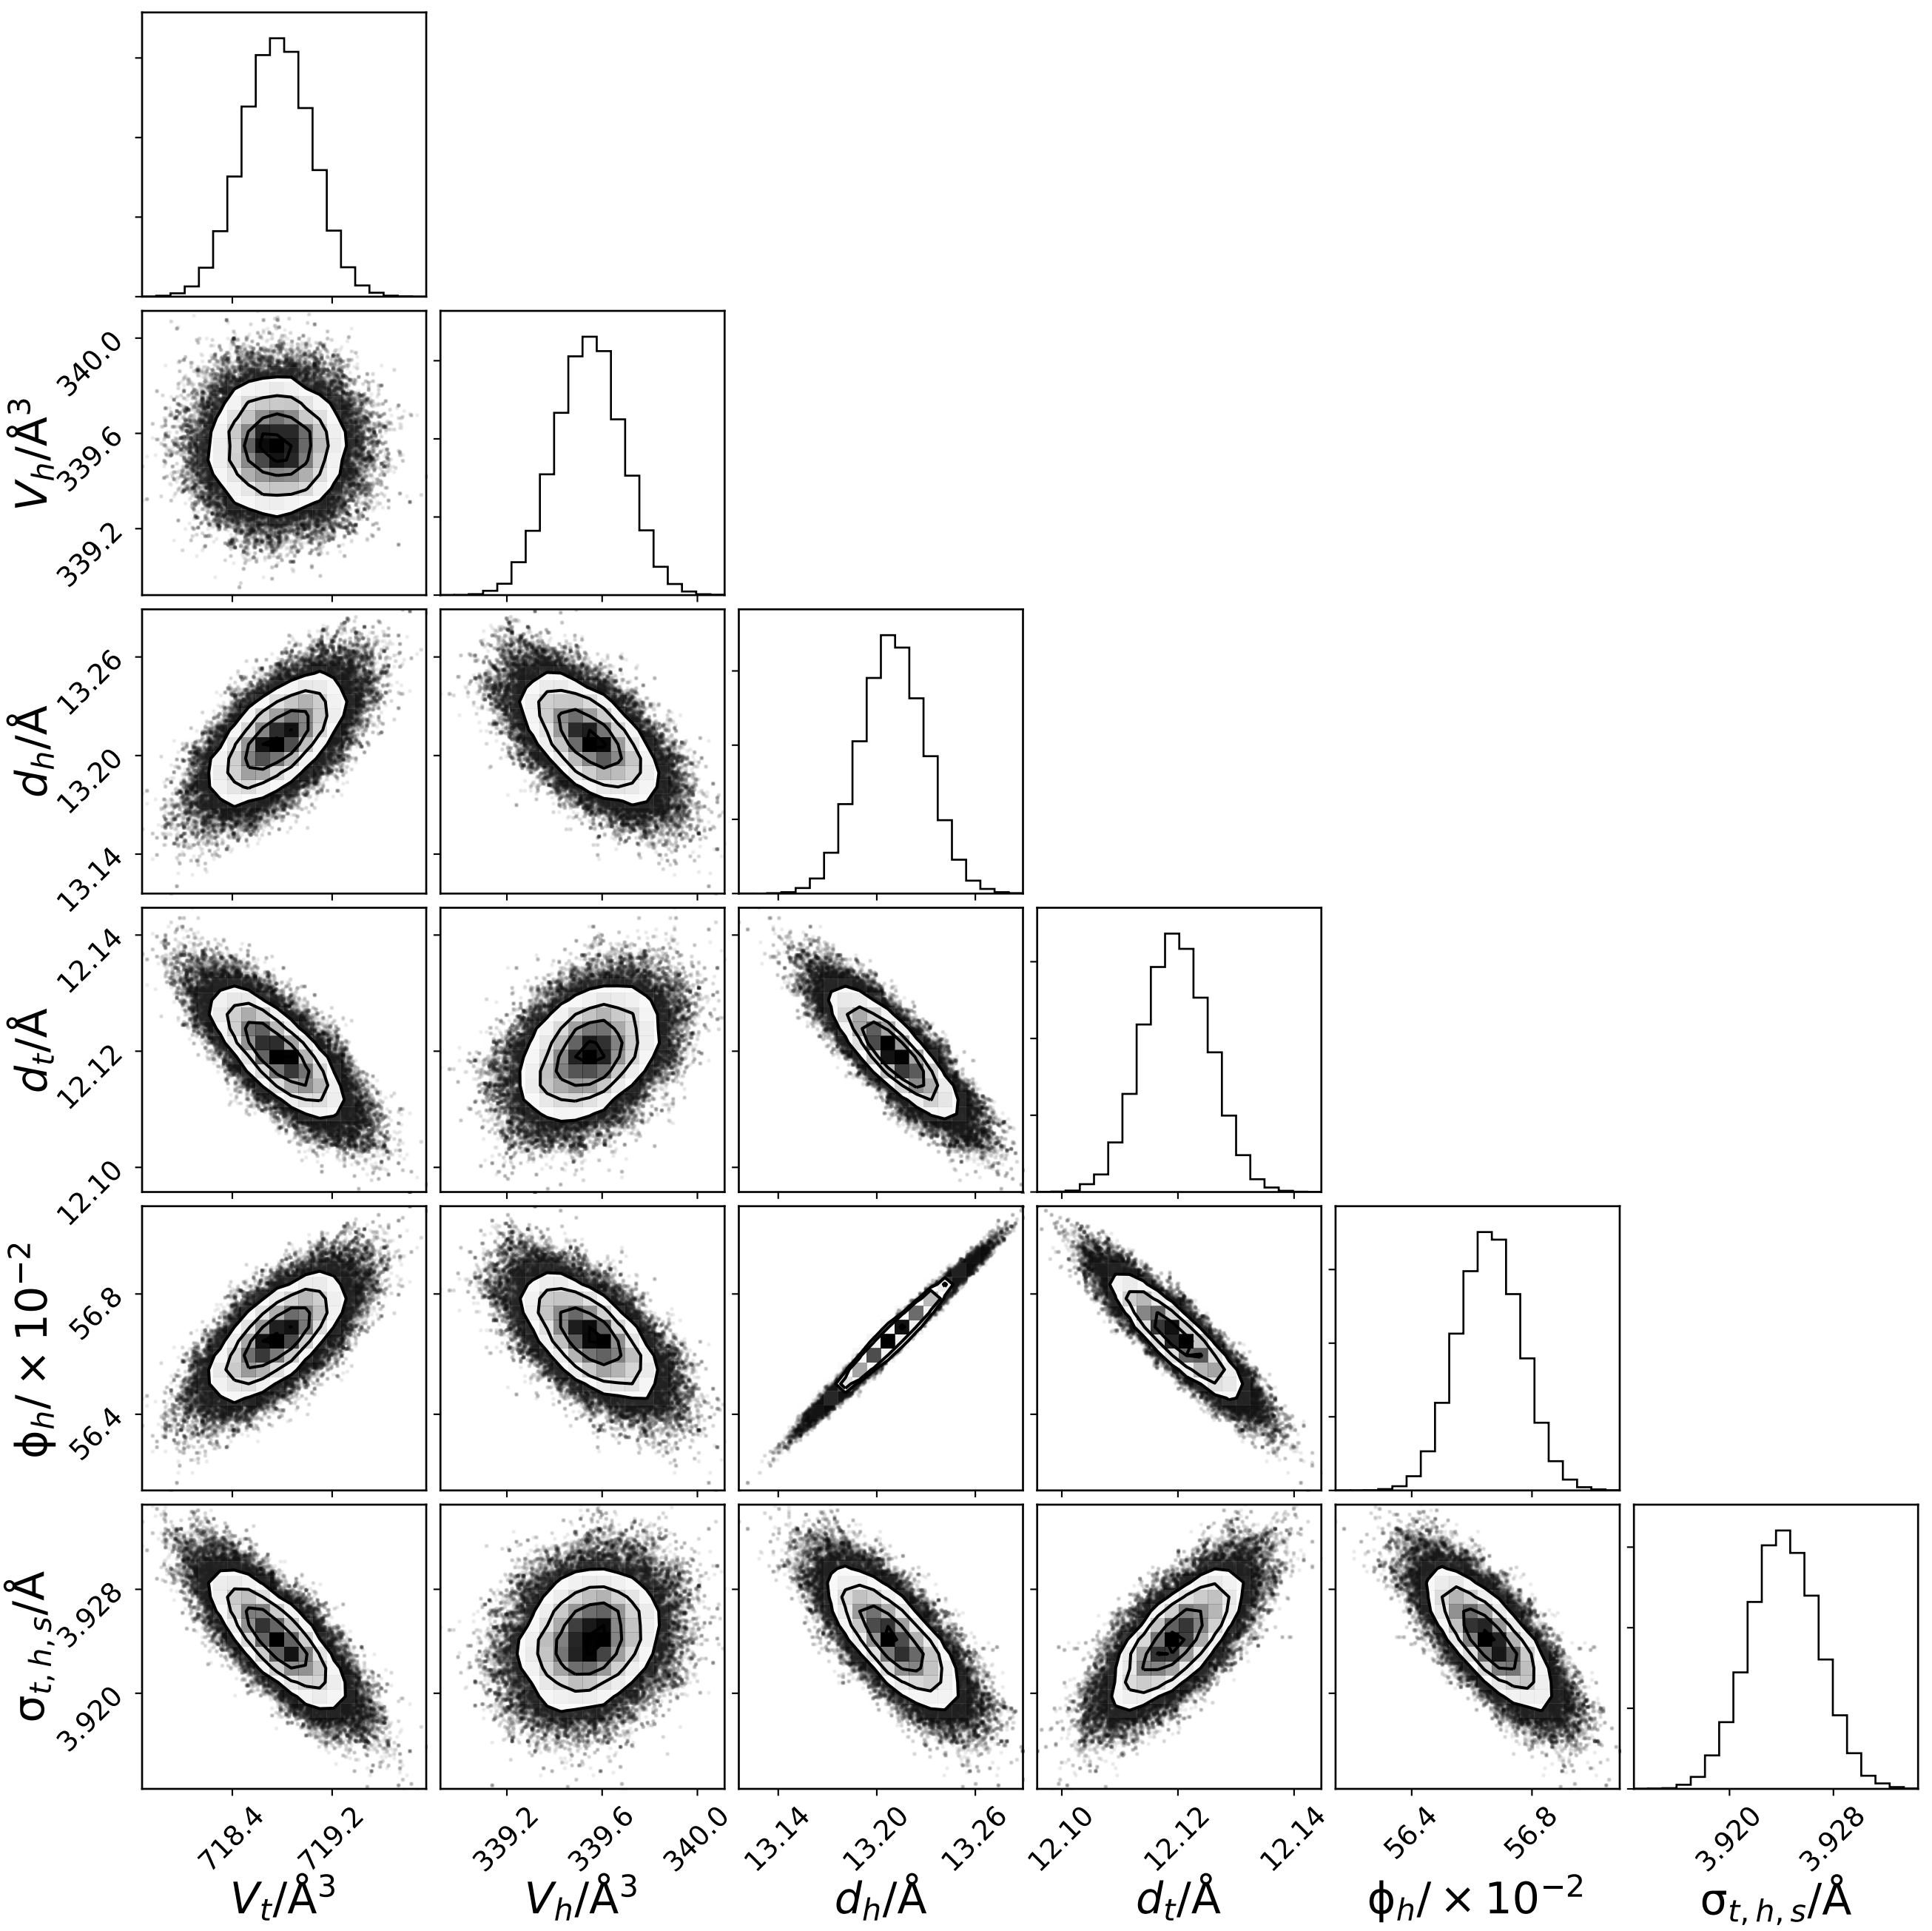 340.0
339.6
339.2
V_h/Å^3
13.26
13.20
13.14
d_h/Å
12.14
12.12
12.10
d_t/Å
56.8
56.4
ϕ_h/ × 10^−2
3.928
3.920
σ_{t, h, s}/Å
718.4 719.2 339.2 339.6 340.0 13.14 13.20 13.26 12.10 12.12 12.14 56.4 56.8 3.920 3.928
V_t/Å^3 V_h/Å^3 d_h/Å d_t/Å ϕ_h/ × 10^−2 σ_{t, h, s}/Å